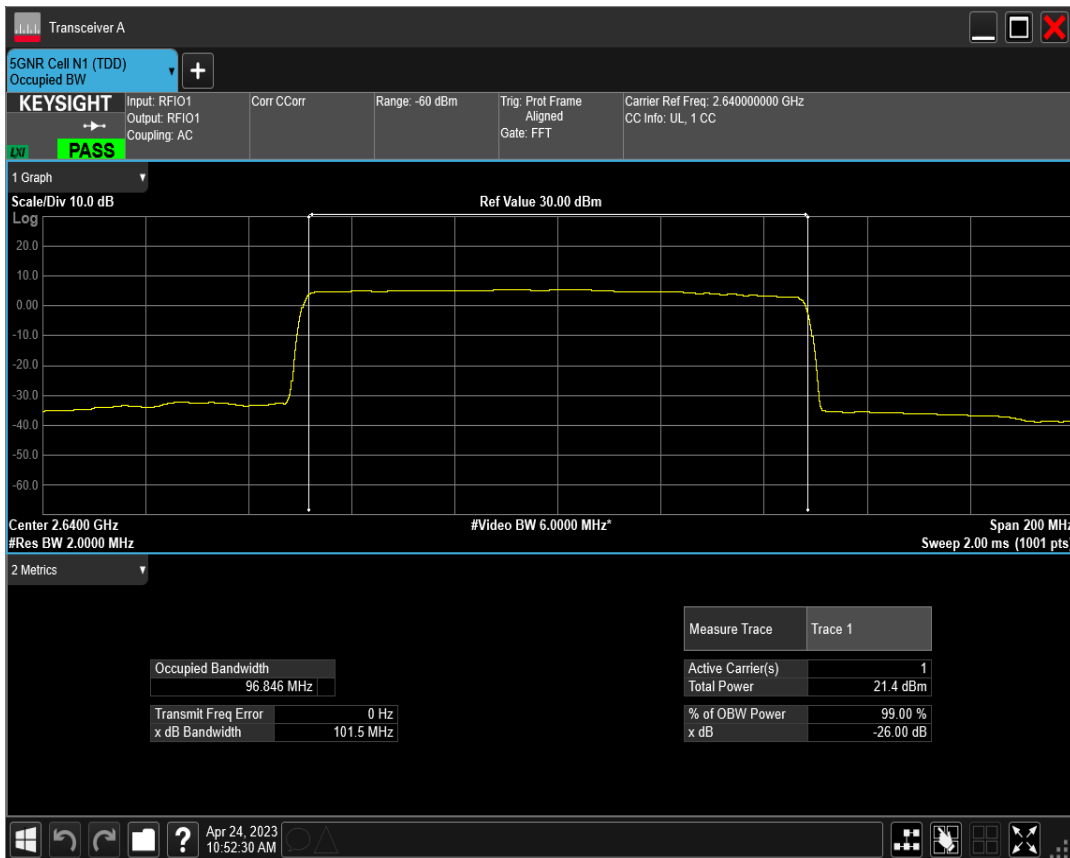 Transceiver A
5GNR Cell N1 (TDD)
Occupied BW
KEYSIGHT
LXI
PASS
Input: RFIO1
Output: RFIO1
Coupling: AC
Corr CCorr
Range: -60 dBm
Trig: Prot Frame
Aligned
Gate: FFT
Carrier Ref Freq: 2.640000000 GHz
CC Info: UL, 1 CC
1 Graph
Scale/Div 10.0 dB
Ref Value 30.00 dBm
Log
20.0
10.0
0.00
-10.0
-20.0
-30.0
-40.0
-50.0
-60.0
Center 2.6400 GHz
#Video BW 6.0000 MHz*
Span 200 MHz
#Res BW 2.0000 MHz
Sweep 2.00 ms (1001 pts)
2 Metrics
Measure Trace Trace 1
Occupied Bandwidth
96.846 MHz
Active Carrier(s) 1
Total Power 21.4 dBm
Transmit Freq Error 0 Hz
x dB Bandwidth 101.5 MHz
% of OBW Power 99.00 %
x dB -26.00 dB
?
Apr 24, 2023
10:52:30 AM